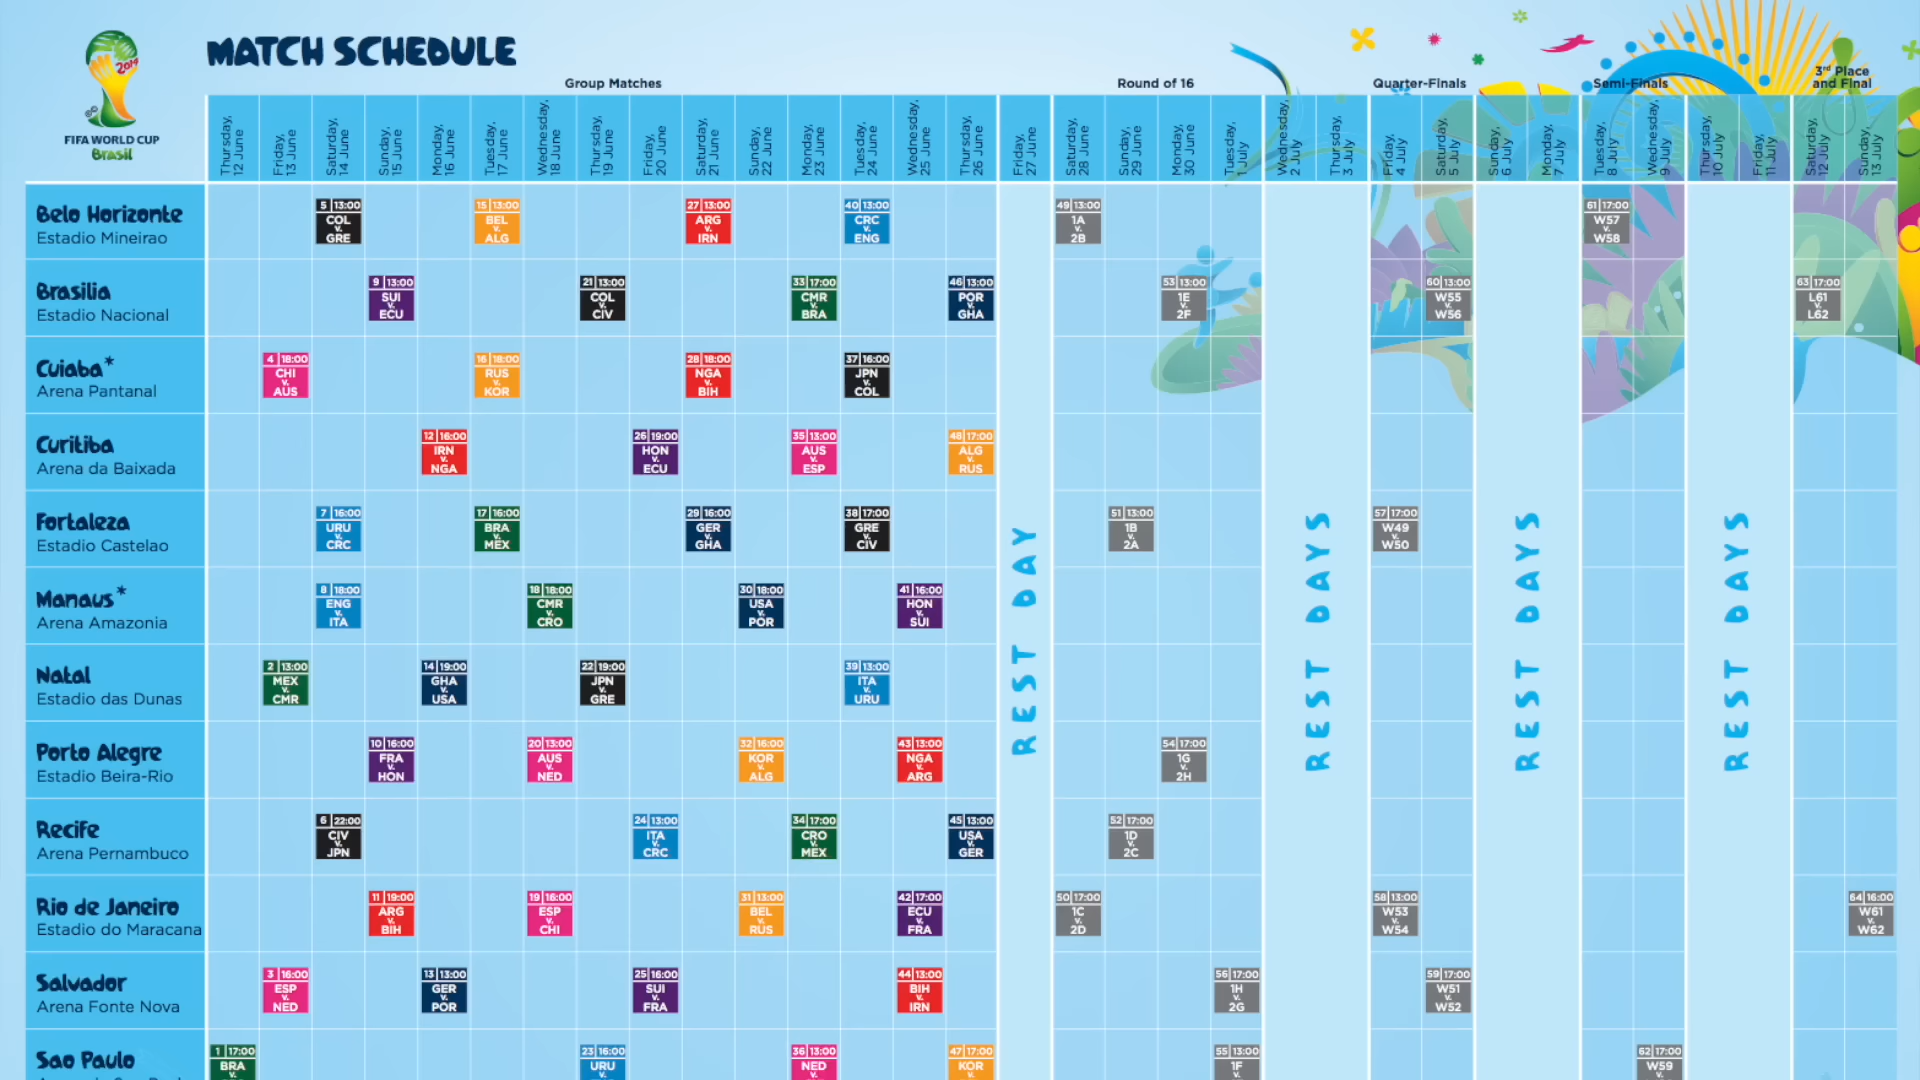 MATCH SCHEDULE
2014
FIFA WORLD CUP
Brasil
Group Matches
Round of 16
Quarter-Finals
Semi-Finals
3rd Place
and Final
Thursday,
12 June
Friday,
13 June
Saturday,
14 June
Sunday,
15 June
Monday,
16 June
Tuesday,
17 June
Wednesday,
18 June
Thursday,
19 June
Friday,
20 June
Saturday,
21 June
Sunday,
22 June
Monday,
23 June
Tuesday,
24 June
Wednesday,
25 June
Thursday,
26 June
Friday,
27 June
Saturday,
28 June
Sunday,
29 June
Monday,
30 June
Tuesday,
1 July
Wednesday,
2 July
Thursday,
3 July
Friday,
4 July
Saturday,
5 July
Sunday,
6 July
Monday,
7 July
Tuesday,
8 July
Wednesday,
9 July
Thursday,
10 July
Friday,
11 July
Saturday,
12 July
Sunday,
13 July
Belo Horizonte
Estadio Mineirao
5 13:00
COL
v.
GRE
15 13:00
BEL
v.
ALG
27 13:00
ARG
v.
IRN
40 13:00
CRC
v.
ENG
49 13:00
1A
v.
2B
61 17:00
W57
v.
W58
Brasilia
Estadio Nacional
9 13:00
SUI
v.
ECU
21 13:00
COL
v.
CIV
33 17:00
CMR
v.
BRA
46 13:00
POR
v.
GHA
53 13:00
1E
v.
2F
60 13:00
W55
v.
W56
63 17:00
L61
v.
L62
Cuiaba*
Arena Pantanal
4 18:00
CHI
v.
AUS
16 18:00
RUS
v.
KOR
28 18:00
NGA
v.
BIH
37 16:00
JPN
v.
COL
Curitiba
Arena da Baixada
12 16:00
IRN
v.
NGA
26 19:00
HON
v.
ECU
35 13:00
AUS
v.
ESP
48 17:00
ALG
v.
RUS
Fortaleza
Estadio Castelao
7 16:00
URU
v.
CRC
17 16:00
BRA
v.
MEX
29 16:00
GER
v.
GHA
38 17:00
GRE
v.
CIV
51 13:00
1B
v.
2A
57 17:00
W49
v.
W50
Manaus*
Arena Amazonia
8 18:00
ENG
v.
ITA
18 18:00
CMR
v.
CRO
30 18:00
USA
v.
POR
41 16:00
HON
v.
SUI
Natal
Estadio das Dunas
2 13:00
MEX
v.
CMR
14 19:00
GHA
v.
USA
22 19:00
JPN
v.
GRE
39 13:00
ITA
v.
URU
Porto Alegre
Estadio Beira-Rio
10 16:00
FRA
v.
HON
20 13:00
AUS
v.
NED
32 16:00
KOR
v.
ALG
43 13:00
NGA
v.
ARG
54 17:00
1G
v.
2H
Recife
Arena Pernambuco
6 22:00
CIV
v.
JPN
24 13:00
ITA
v.
CRC
34 17:00
CRO
v.
MEX
45 13:00
USA
v.
GER
52 17:00
1D
v.
2C
Rio de Janeiro
Estadio do Maracana
11 19:00
ARG
v.
BIH
19 16:00
ESP
v.
CHI
31 13:00
BEL
v.
RUS
42 17:00
ECU
v.
FRA
50 17:00
1C
v.
2D
58 13:00
W53
v.
W54
64 16:00
W61
v.
W62
Salvador
Arena Fonte Nova
3 16:00
ESP
v.
NED
13 13:00
GER
v.
POR
25 16:00
SUI
v.
FRA
44 13:00
BIH
v.
IRN
56 17:00
1H
v.
2G
59 17:00
W51
v.
W52
Sao Paulo
1 17:00
BRA
23 16:00
URU
36 13:00
NED
47 17:00
KOR
55 13:00
1F
62 17:00
W59
REST DAY
REST DAYS
REST DAYS
REST DAYS